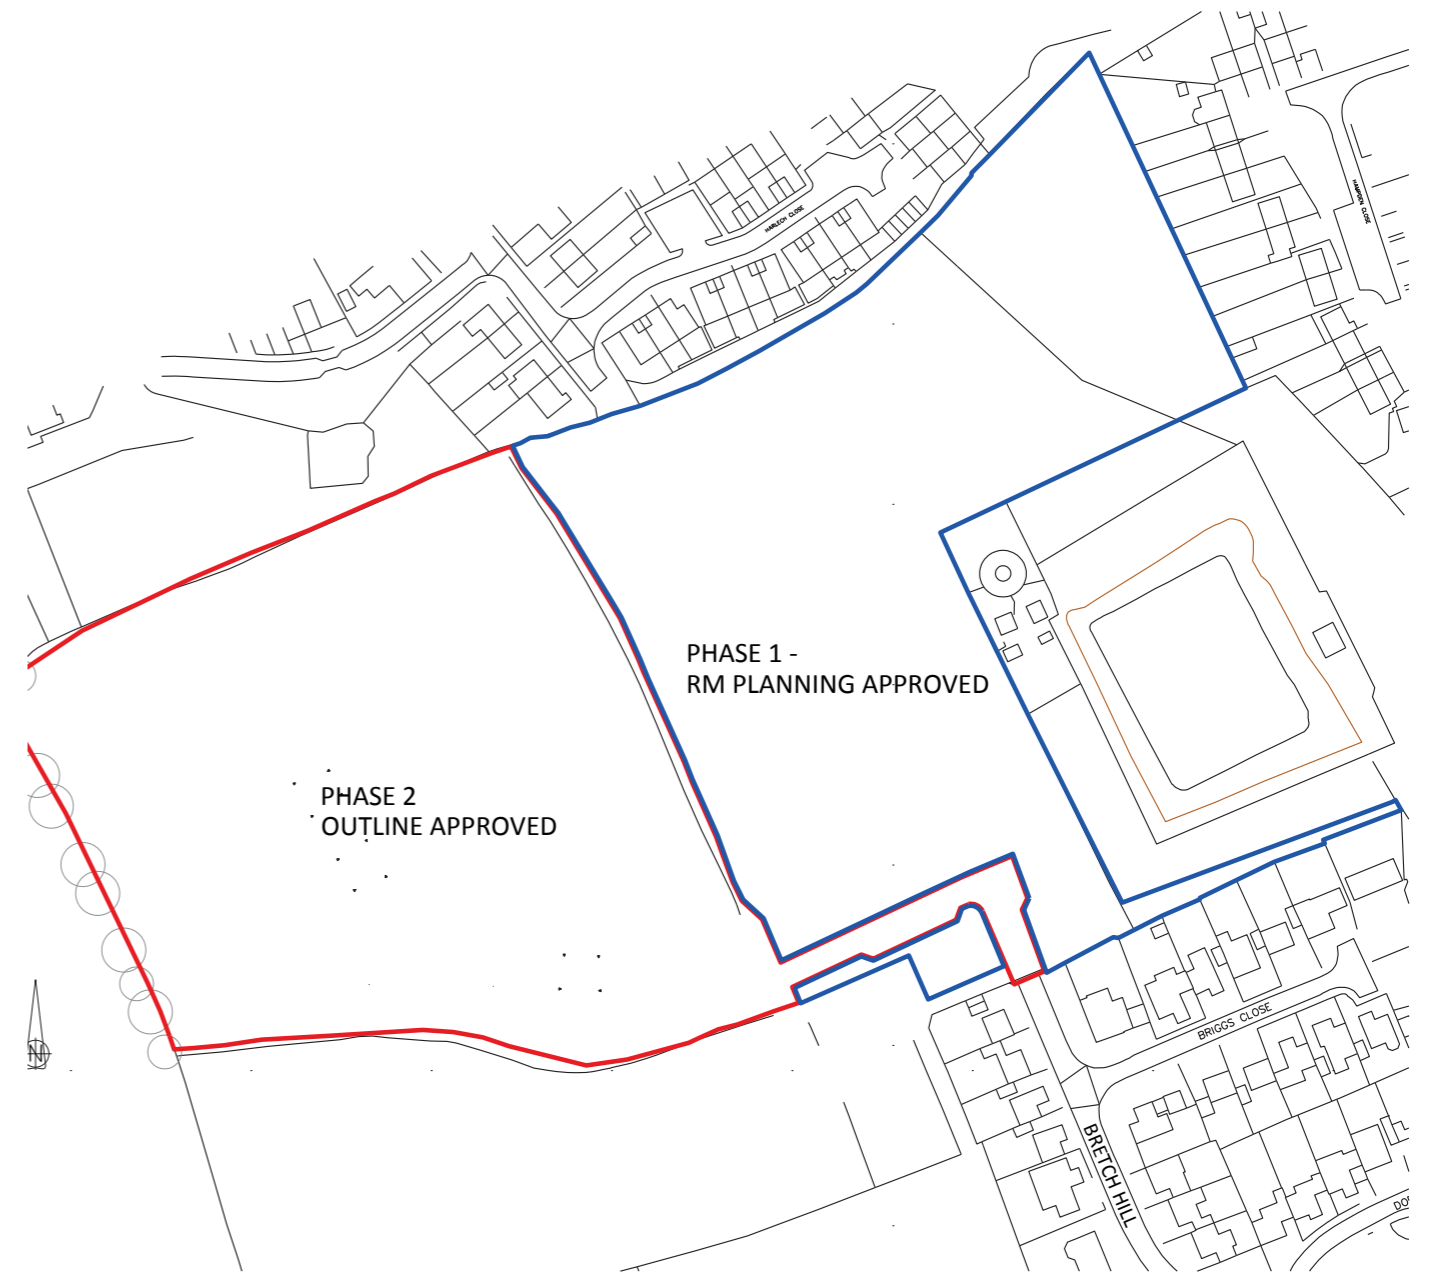 HARLECH CLOSE
HAMPDEN CLOSE
PHASE 1 -
RM PLANNING APPROVED
PHASE 2
OUTLINE APPROVED
N
BRIGGS CLOSE
BRETCH HILL